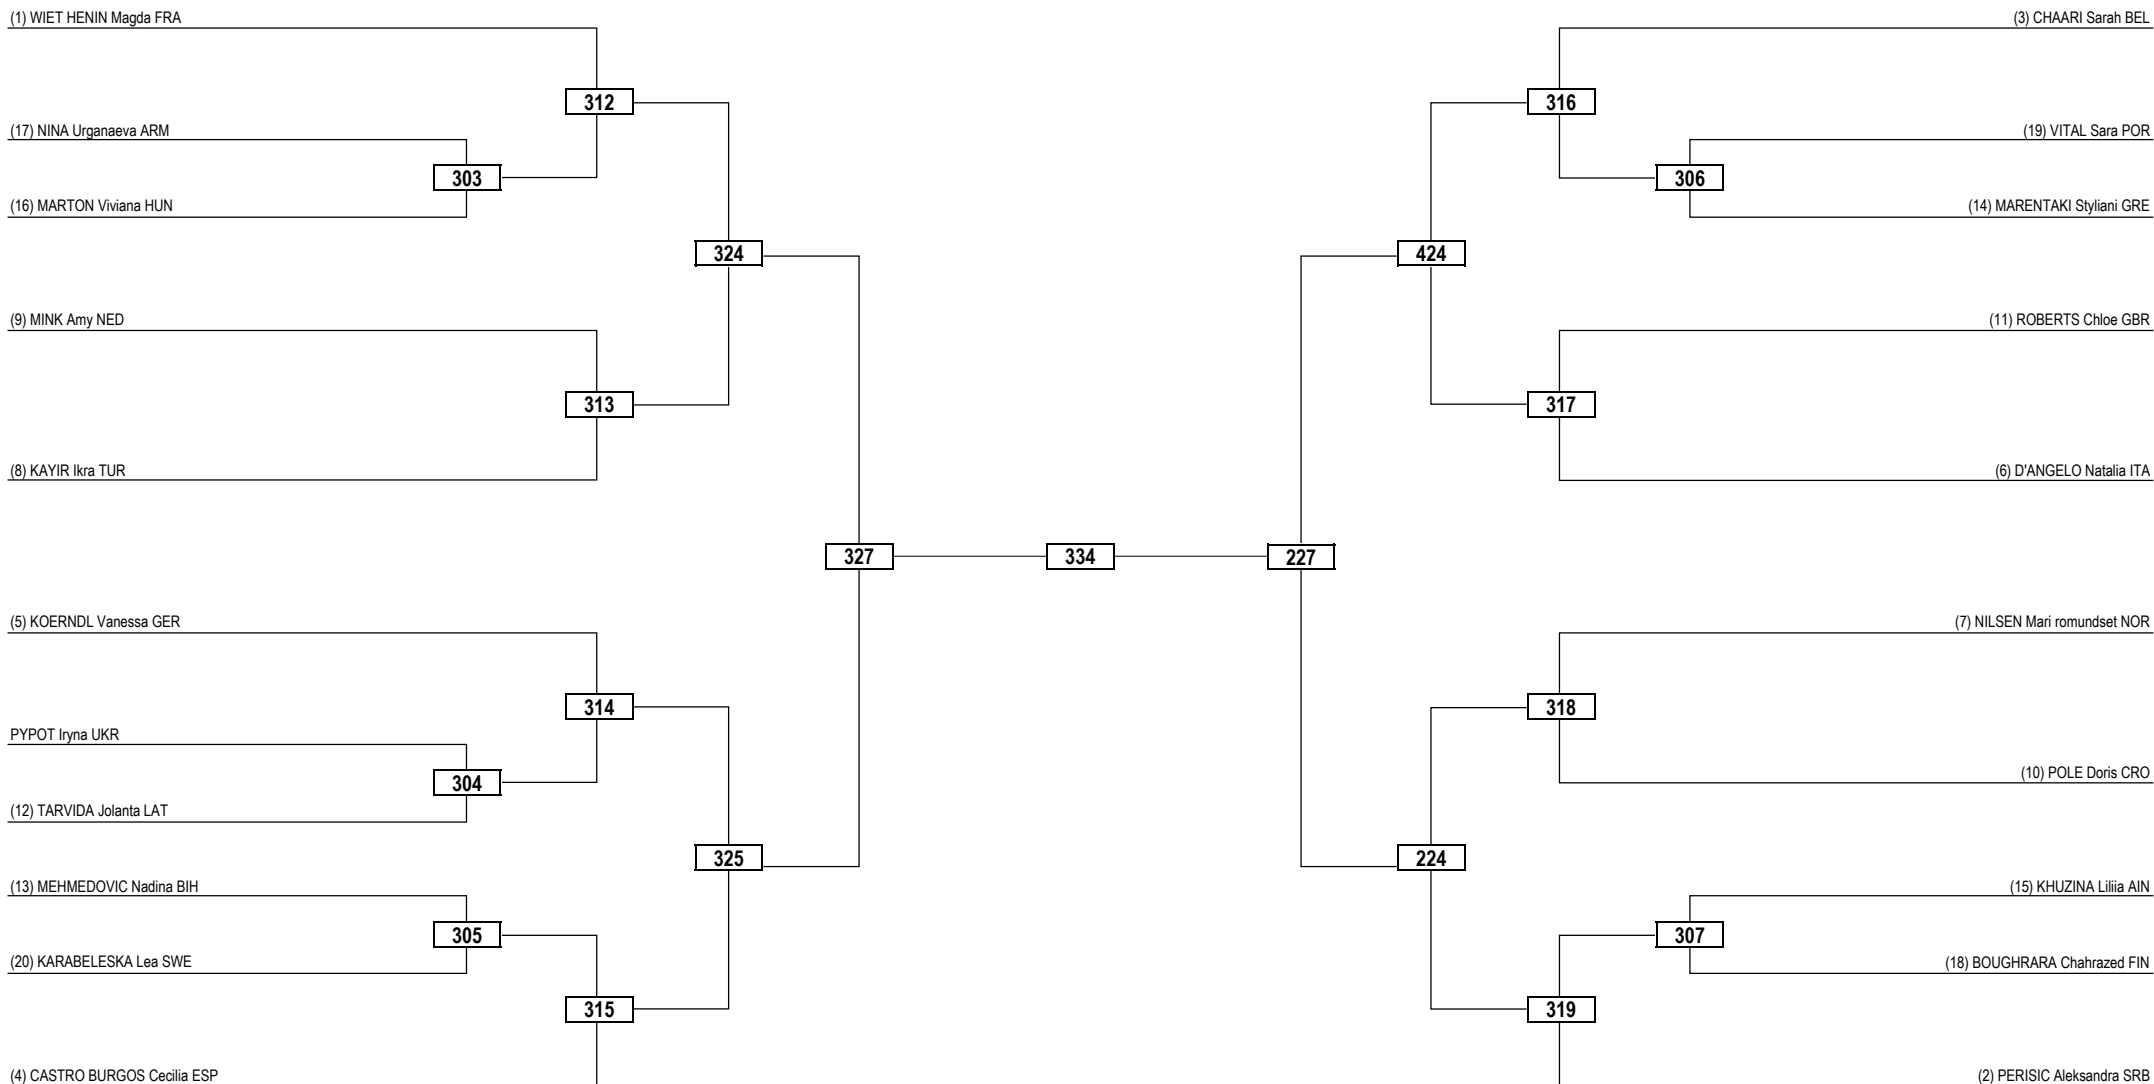 (1) WIET HENIN Magda FRA
(3) CHAARI Sarah BEL
312
316
(17) NINA Urganaeva ARM
(19) VITAL Sara POR
303
306
(16) MARTON Viviana HUN
(14) MARENTAKI Styliani GRE
324
424
(9) MINK Amy NED
(11) ROBERTS Chloe GBR
313
317
(8) KAYIR Ikra TUR
(6) D'ANGELO Natalia ITA
327
334
227
(5) KOERNDL Vanessa GER
(7) NILSEN Mari romundset NOR
314
318
PYPOT Iryna UKR
304
(10) POLE Doris CRO
(12) TARVIDA Jolanta LAT
325
224
(13) MEHMEDOVIC Nadina BIH
(15) KHUZINA Liliia AIN
305
307
(20) KARABELESKA Lea SWE
(18) BOUGHRARA Chahrazed FIN
315
319
(4) CASTRO BURGOS Cecilia ESP
(2) PERISIC Aleksandra SRB